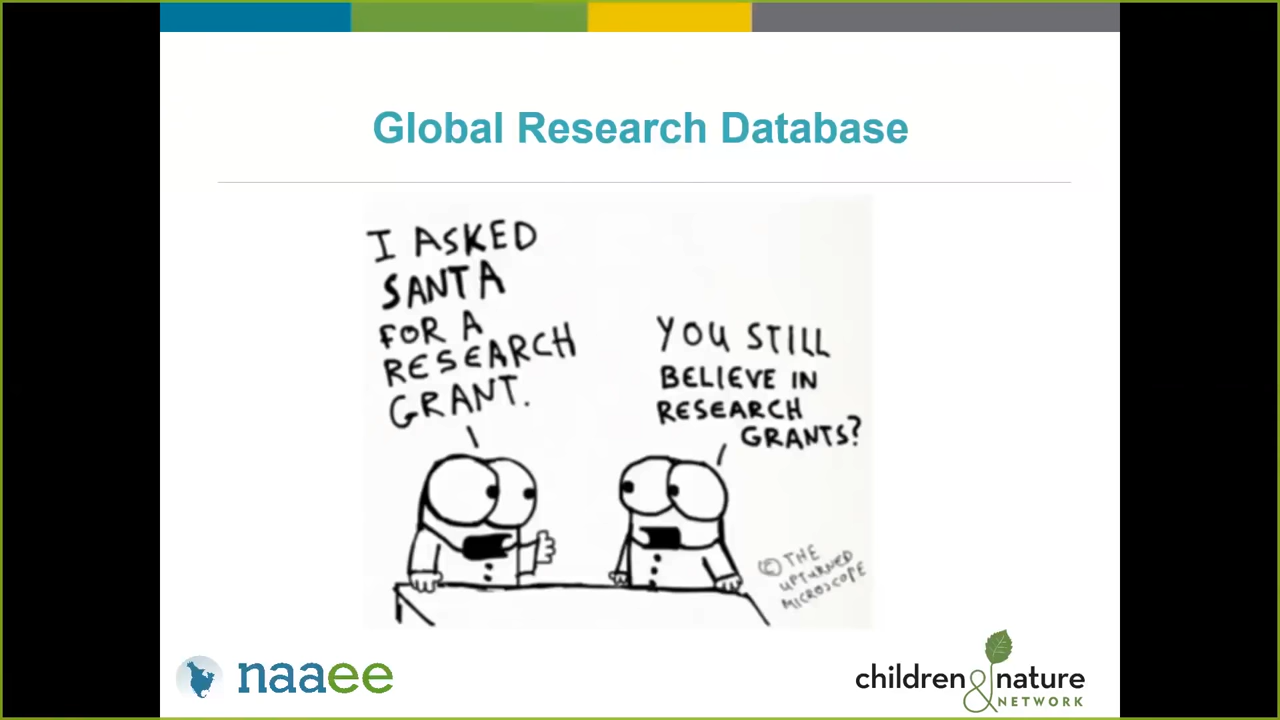 Global Research Database
I ASKED
SANTA
FOR A
RESEARCH
GRANT.
YOU STILL
BELIEVE IN
RESEARCH
GRANTS?
© THE
UPTURNED
MICROSCOPE
naaee
children & nature
NETWORK